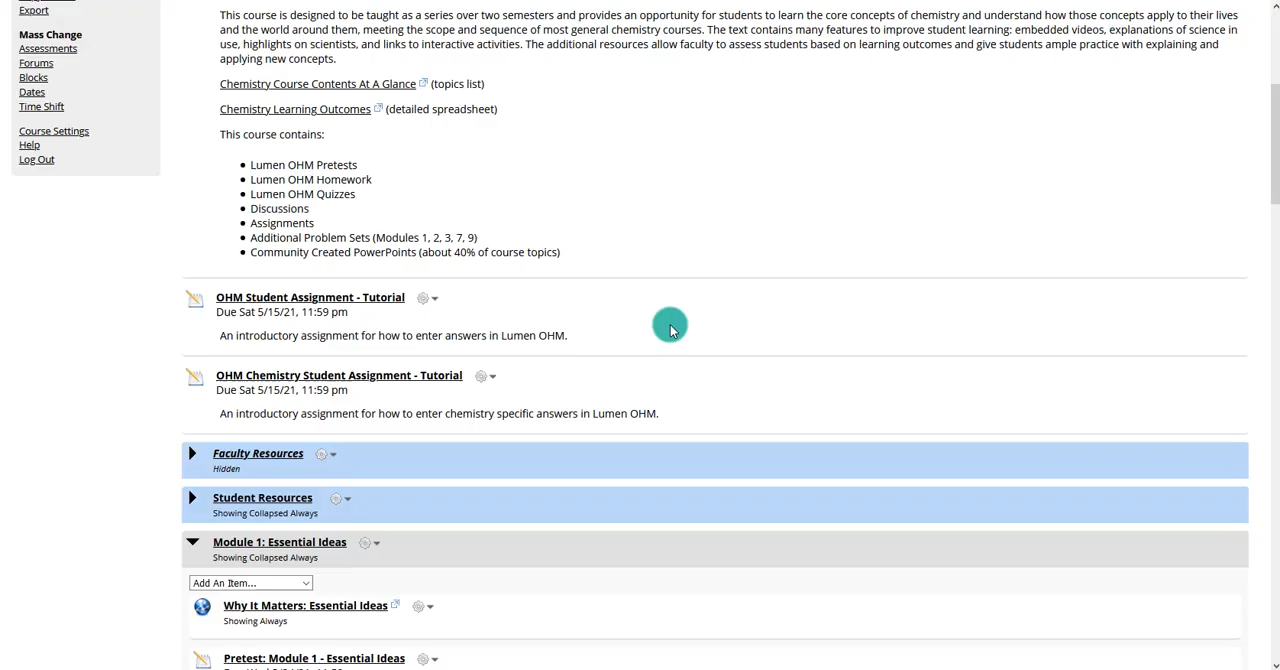 Export
Mass Change
Assessments
Forums
Blocks
Dates
Time Shift
Course Settings
Help
Log Out
This course is designed to be taught as a series over two semesters and provides an opportunity for students to learn the core concepts of chemistry and understand how those concepts apply to their lives
and the world around them, meeting the scope and sequence of most general chemistry courses. The text contains many features to improve student learning: embedded videos, explanations of science in
use, highlights on scientists, and links to interactive activities. The additional resources allow faculty to assess students based on learning outcomes and give students ample practice with explaining and
applying new concepts.
Chemistry Course Contents At A Glance (topics list)
Chemistry Learning Outcomes (detailed spreadsheet)
This course contains:
• Lumen OHM Pretests
• Lumen OHM Homework
• Lumen OHM Quizzes
• Discussions
• Assignments
• Additional Problem Sets (Modules 1, 2, 3, 7, 9)
• Community Created PowerPoints (about 40% of course topics)
OHM Student Assignment - Tutorial
Due Sat 5/15/21, 11:59 pm
An introductory assignment for how to enter answers in Lumen OHM.
OHM Chemistry Student Assignment - Tutorial
Due Sat 5/15/21, 11:59 pm
An introductory assignment for how to enter chemistry specific answers in Lumen OHM.
Faculty Resources
Hidden
Student Resources
Showing Collapsed Always
Module 1: Essential Ideas
Showing Collapsed Always
Add An Item...
Why It Matters: Essential Ideas
Showing Always
Pretest: Module 1 - Essential Ideas